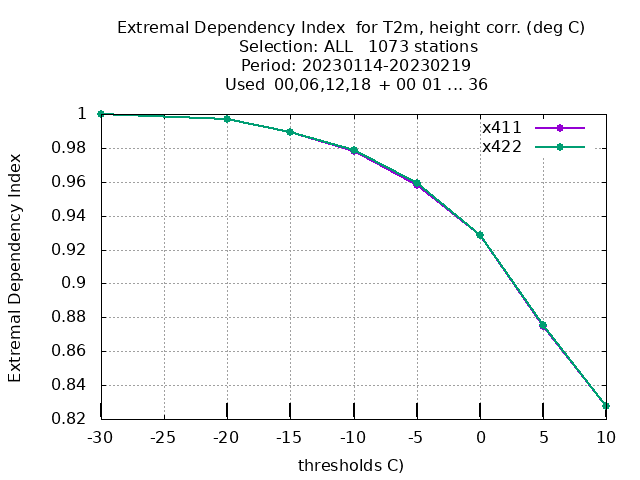 Extremal Dependency Index  for T2m, height corr. (deg C)
Selection: ALL   1073 stations
Period: 20230114-20230219
Used  00,06,12,18  + 00 01 ... 36
x411
x422
Extremal Dependency Index
1
0.98
0.96
0.94
0.92
0.9
0.88
0.86
0.84
0.82
-30 -25 -20 -15 -10 -5 0 5 10
thresholds C)